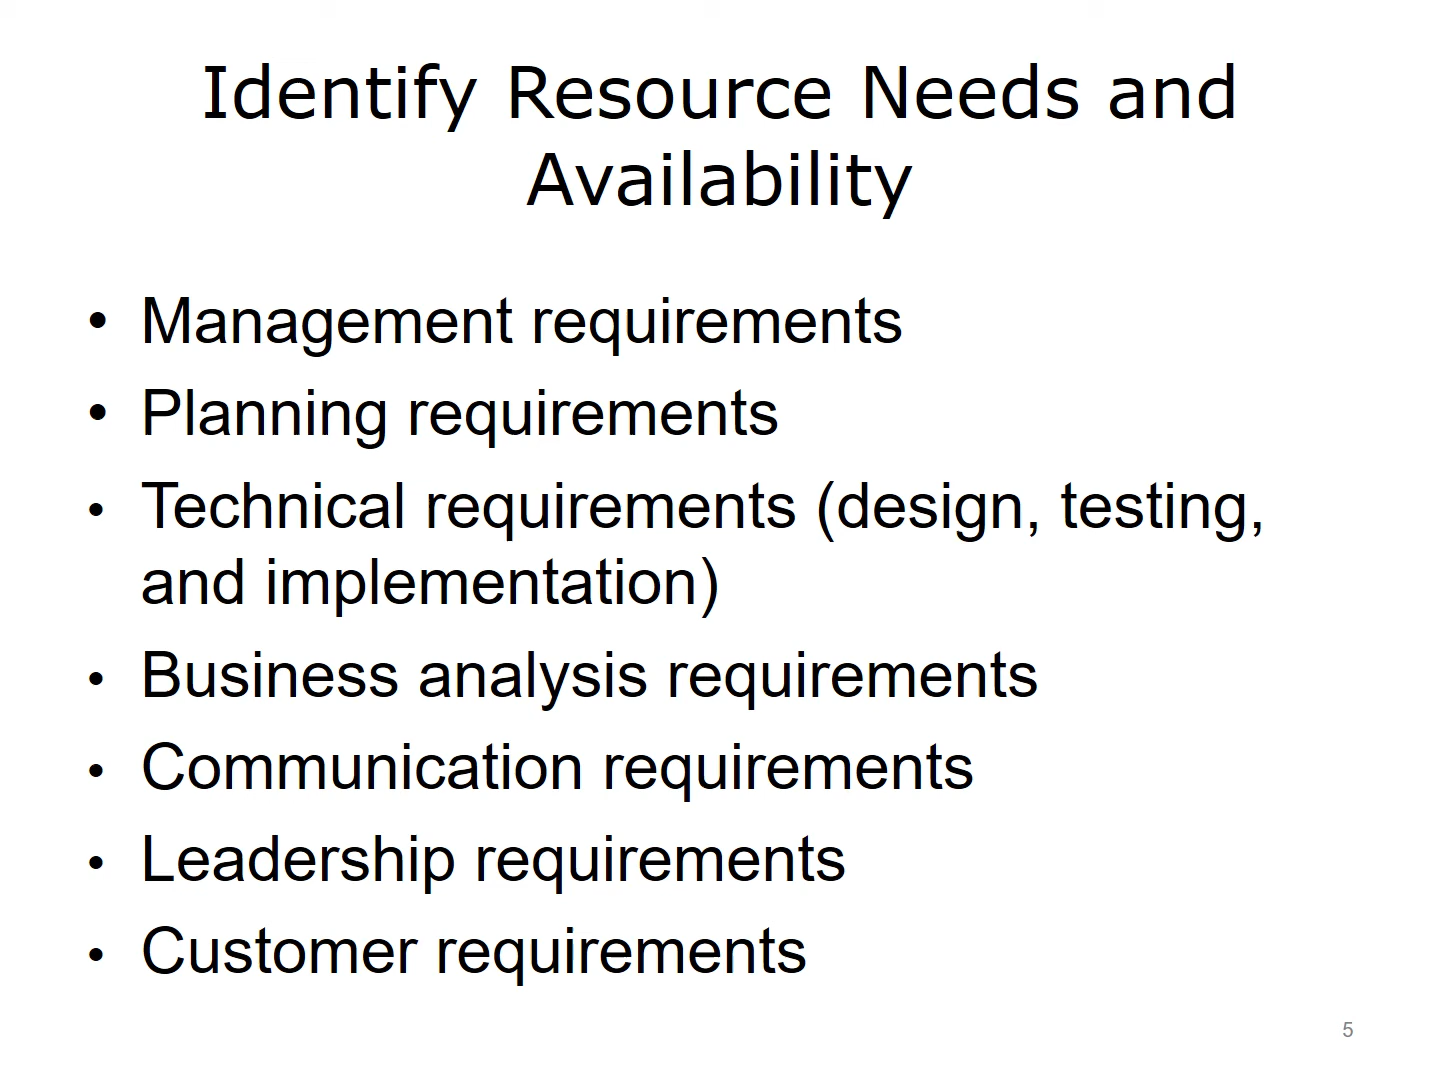 Identify Resource Needs and
Availability
• Management requirements
• Planning requirements
• Technical requirements (design, testing,
and implementation)
• Business analysis requirements
• Communication requirements
• Leadership requirements
• Customer requirements
5